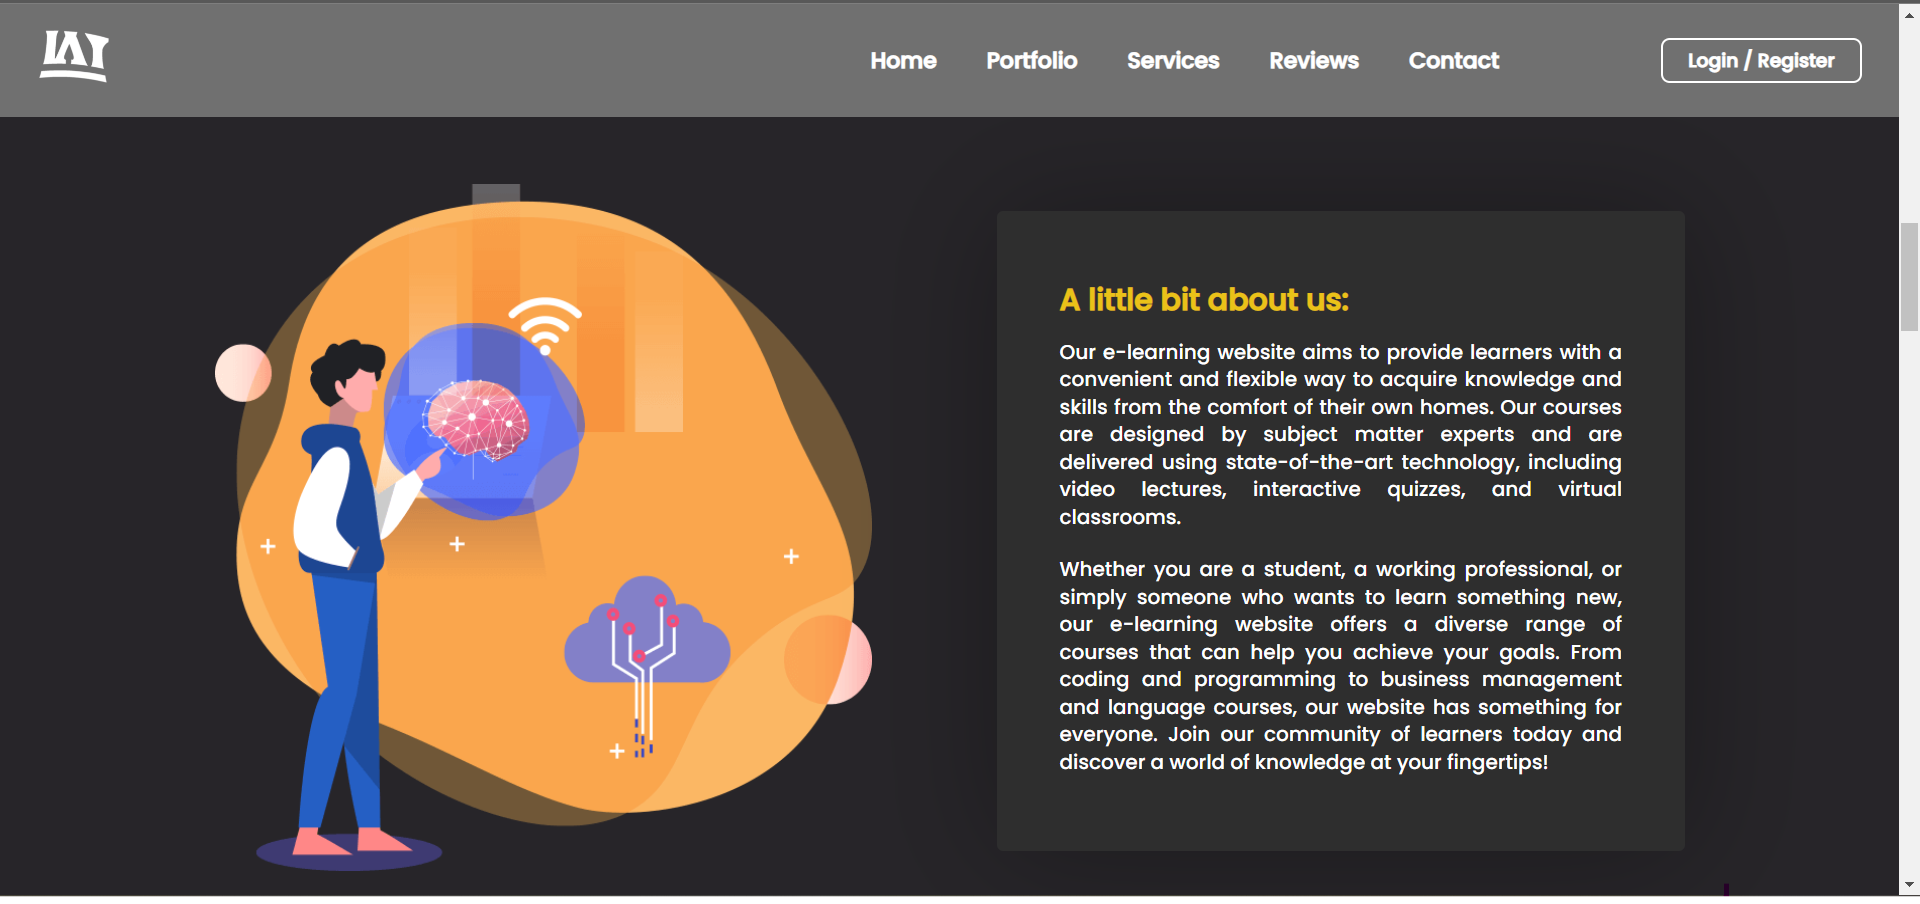 Home Portfolio Services Reviews Contact Login / Register
A little bit about us:
Our e-learning website aims to provide learners with a
convenient and flexible way to acquire knowledge and
skills from the comfort of their own homes. Our courses
are designed by subject matter experts and are
delivered using state-of-the-art technology, including
video lectures, interactive quizzes, and virtual
classrooms.
Whether you are a student, a working professional, or
simply someone who wants to learn something new,
our e-learning website offers a diverse range of
courses that can help you achieve your goals. From
coding and programming to business management
and language courses, our website has something for
everyone. Join our community of learners today and
discover a world of knowledge at your fingertips!